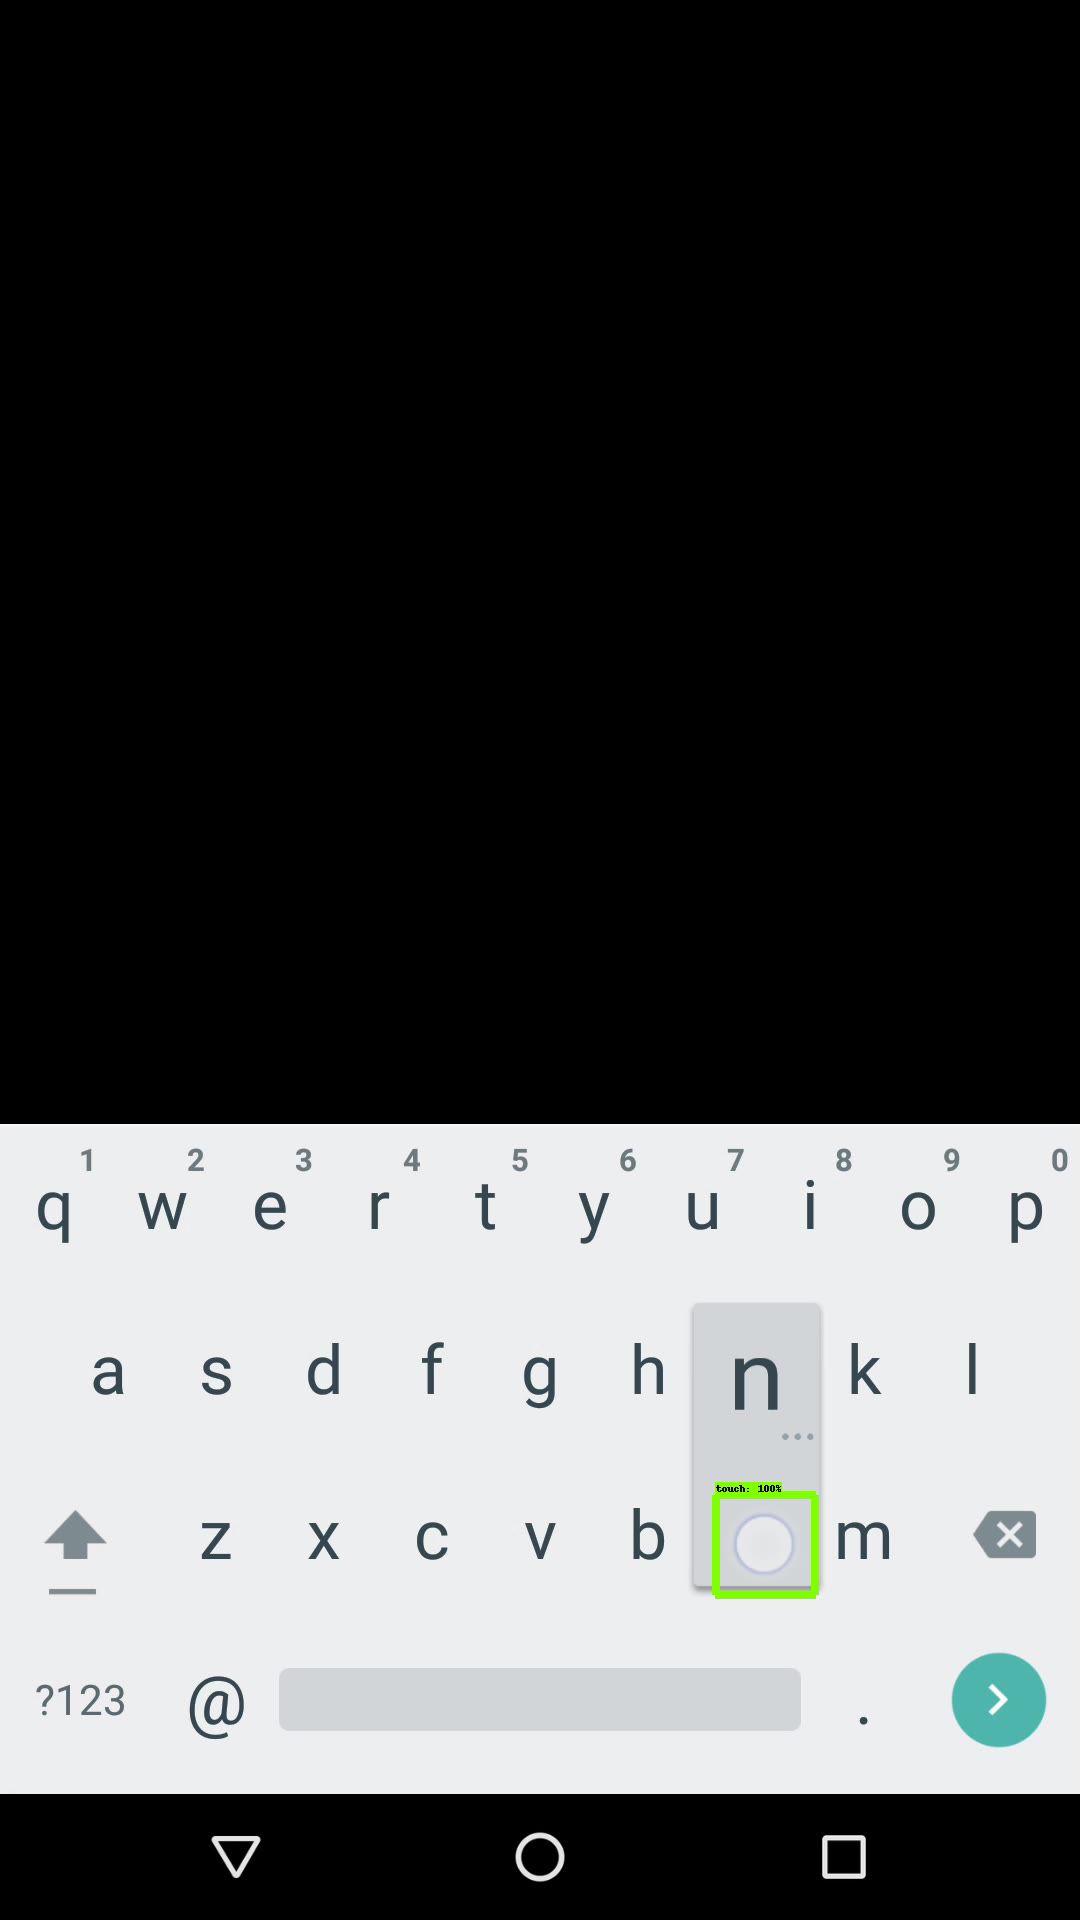 1 2 3 4 5 6 7 8 9 0
q w e r t y u i o p
a s d f g h n k l
...
touch: 100%
z x c v b m
?123 @ .